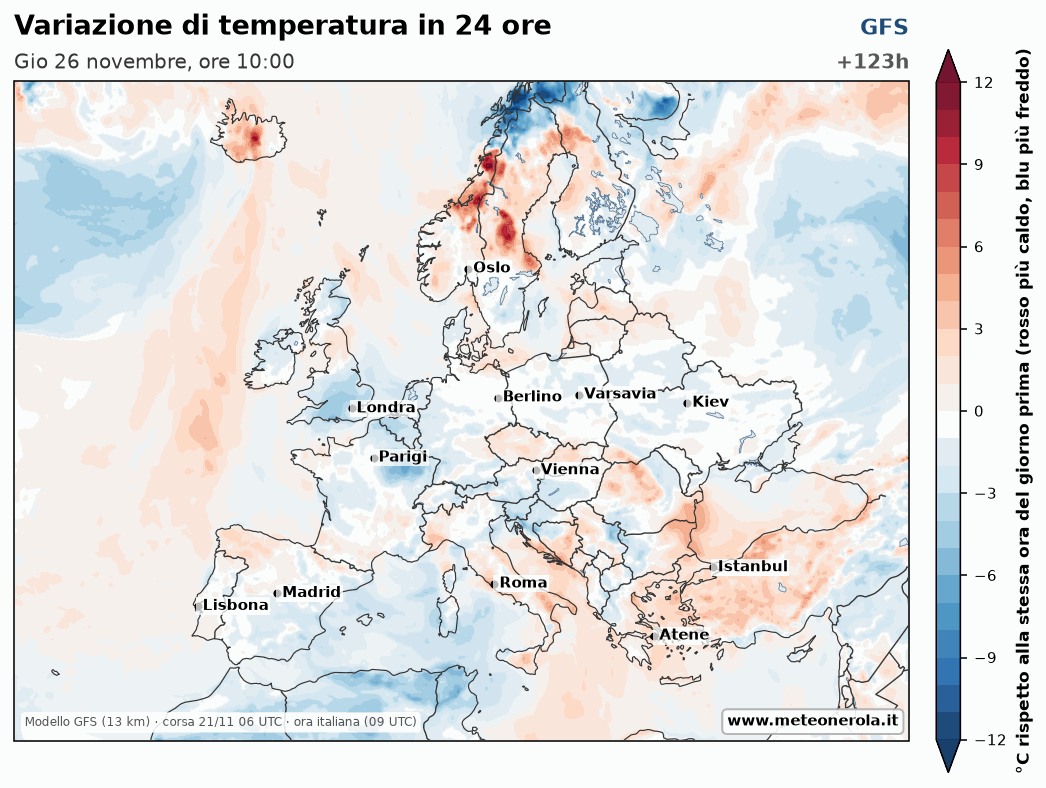 Variazione di temperatura in 24 ore
GFS
Gio 26 novembre, ore 10:00
+123h
Oslo
Londra
Berlino
Varsavia
Kiev
Parigi
Vienna
Istanbul
Roma
Madrid
Lisbona
Atene
Modello GFS (13 km) · corsa 21/11 06 UTC · ora italiana (09 UTC)
www.meteonerola.it
12
9
6
3
0
−3
−6
−9
−12
°C rispetto alla stessa ora del giorno prima (rosso più caldo, blu più freddo)